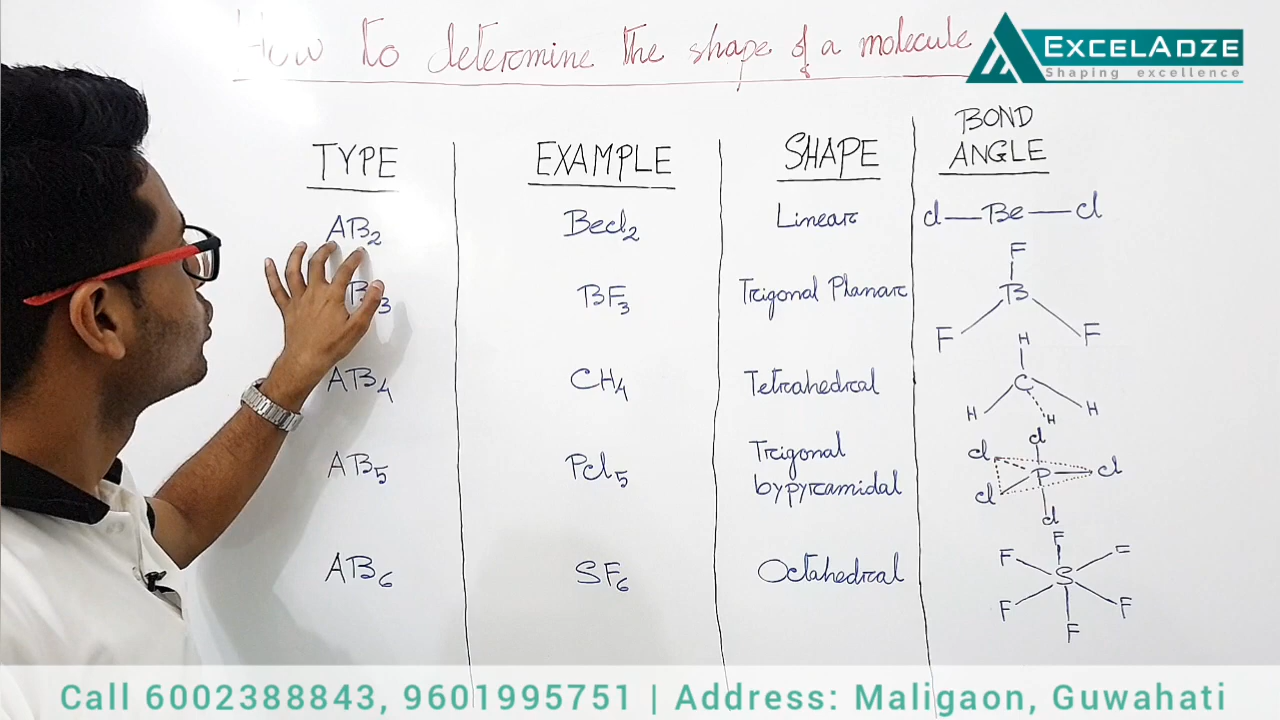 How to determine the shape of a molecule
EXCELADZE
Shaping excellence
TYPE
EXAMPLE
SHAPE
BOND
ANGLE
AB2
Becl2
Linear
cl—Be—cl
B3
BF3
Trigonal Planar
F
B
F
F
AB4
CH4
Tetrahedral
H
C
H
H
H
AB5
Pcl5
Trigonal
bypyramidal
cl
cl
P
cl
cl
cl
AB6
SF6
Octahedral
F
F
F
S
F
F
F
Call 6002388843, 9601995751 | Address: Maligaon, Guwahati